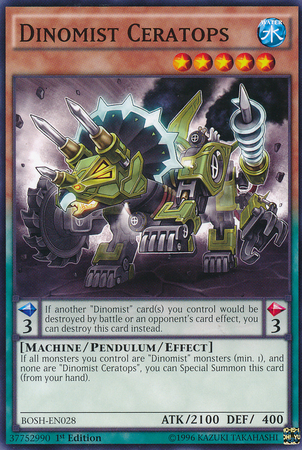 DINOMIST CERATOPS
WATER
水
If another "Dinomist" card(s) you control would be
destroyed by battle or an opponent's card effect, you
can destroy this card instead.
3
3
[MACHINE/PENDULUM/EFFECT]
If all monsters you control are "Dinomist" monsters (min. 1), and
none are "Dinomist Ceratops", you can Special Summon this card
(from your hand).
BOSH-EN028
ATK/2100 DEF/ 400
37752990 1st Edition
©1996 KAZUKI TAKAHASHI